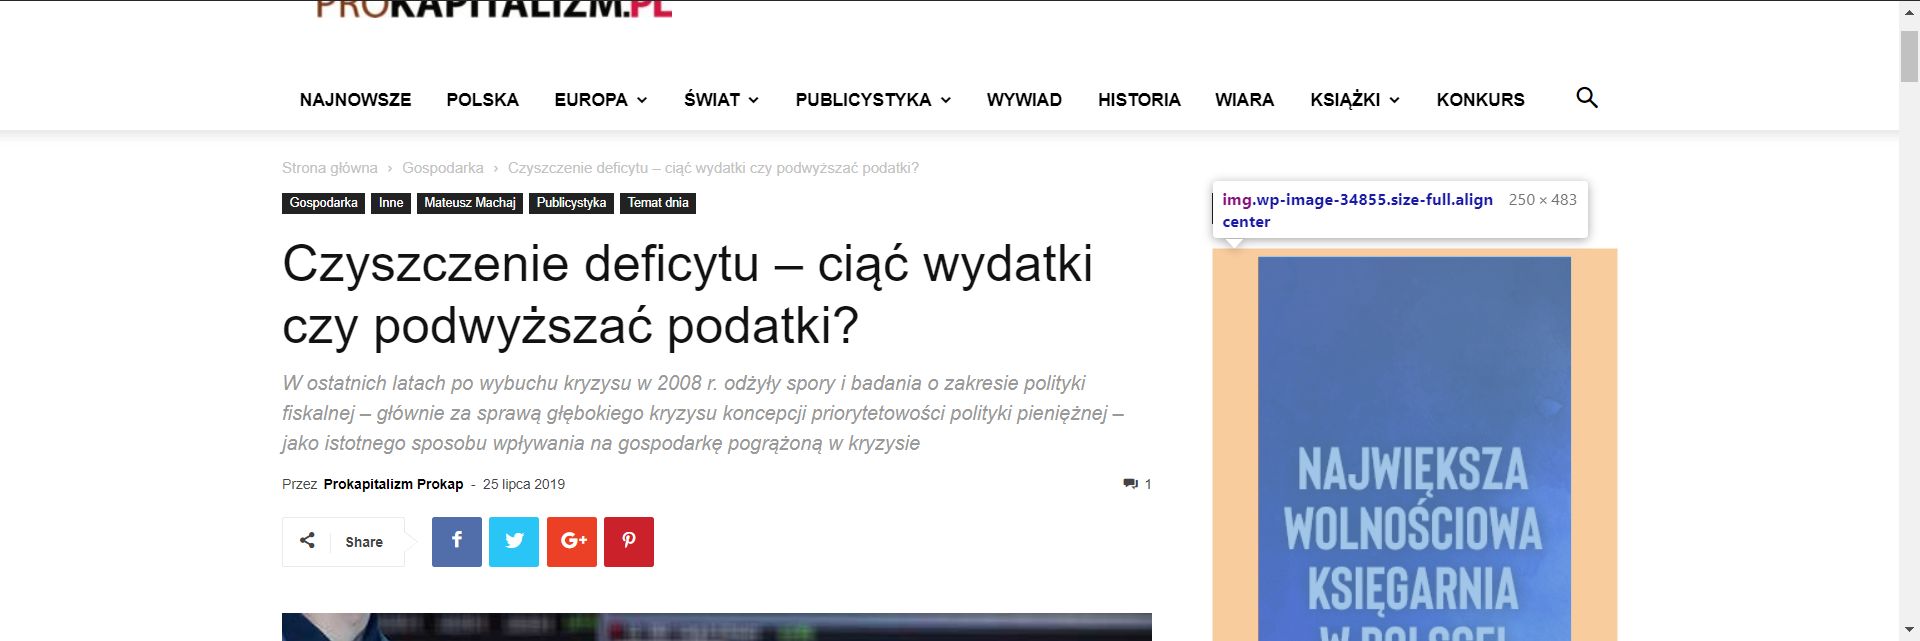 PROKAPITALIZM.PL
NAJNOWSZE POLSKA EUROPA ŚWIAT PUBLICYSTYKA WYWIAD HISTORIA WIARA KSIĄŻKI KONKURS
Strona główna › Gospodarka › Czyszczenie deficytu – ciąć wydatki czy podwyższać podatki?
Gospodarka Inne Mateusz Machaj Publicystyka Temat dnia
Czyszczenie deficytu – ciąć wydatki
czy podwyższać podatki?
W ostatnich latach po wybuchu kryzysu w 2008 r. odżyły spory i badania o zakresie polityki
fiskalnej – głównie za sprawą głębokiego kryzysu koncepcji priorytetowości polityki pieniężnej –
jako istotnego sposobu wpływania na gospodarkę pogrążoną w kryzysie
Przez Prokapitalizm Prokap - 25 lipca 2019 1
Share f G+
img.wp-image-34855.size-full.align 250 × 483
center
NAJWIĘKSZA
WOLNOŚCIOWA
KSIĘGARNIA
W POLSCE!